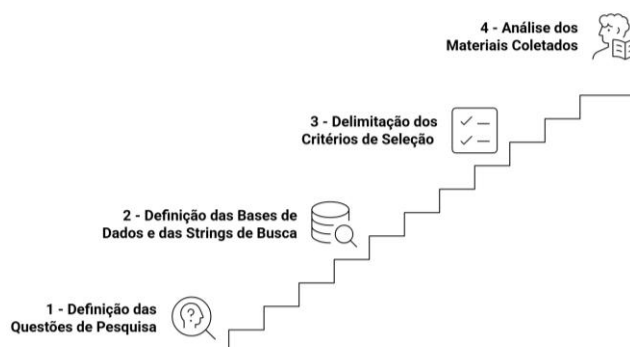 4 - Análise dos
Materiais Coletados
3 - Delimitação dos
Critérios de Seleção
2 - Definição das Bases de
Dados e das Strings de Busca
1 - Definição das
Questões de Pesquisa